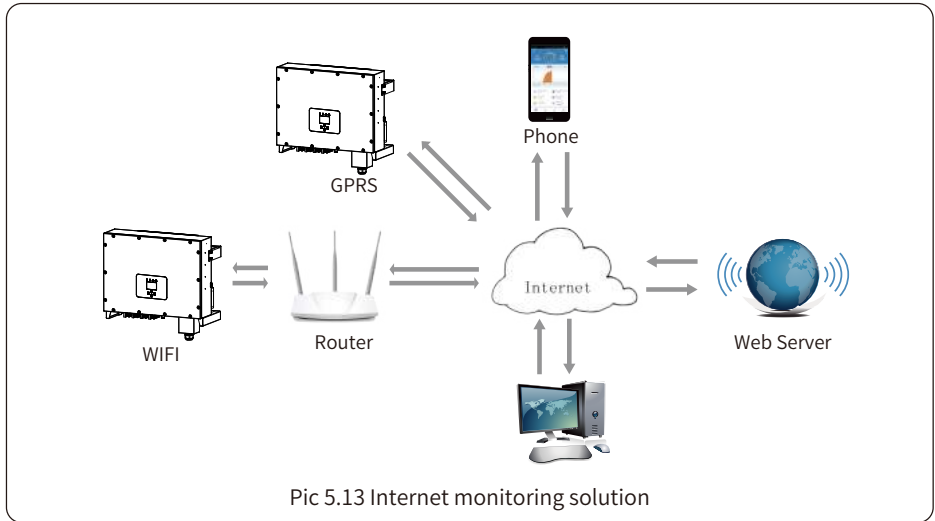 Phone
GPRS
Internet
Router
WIFI
Web Server
Pic 5.13 Internet monitoring solution